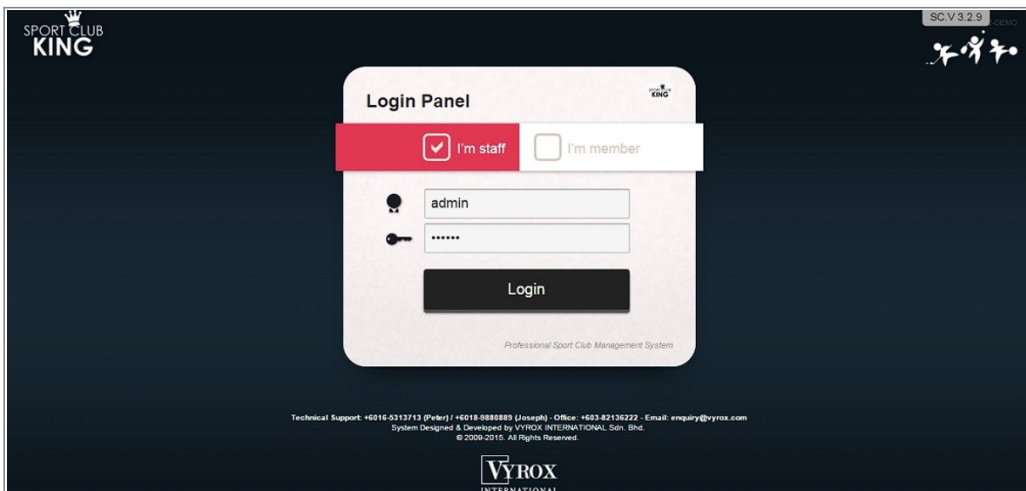 SPORT CLUB
KING
SC.V 3.2.9
-DEMO
Login Panel
SPORT CLUB
KING
I'm staff
I'm member
admin
••••••
Login
Professional Sport Club Management System
Technical Support: +6016-5313713 (Peter) / +6018-9880889 (Joseph) - Office: +603-82136222 - Email: enquiry@vyrox.com
System Designed & Developed by VYROX INTERNATIONAL Sdn. Bhd.
© 2009-2015. All Rights Reserved.
VYROX
INTERNATIONAL